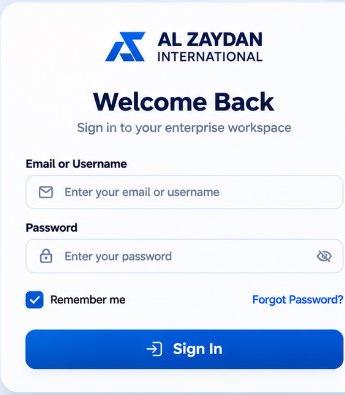 AL ZAYDAN
INTERNATIONAL
Welcome Back
Sign in to your enterprise workspace
Email or Username
Enter your email or username
Password
Enter your password
Remember me Forgot Password?
Sign In